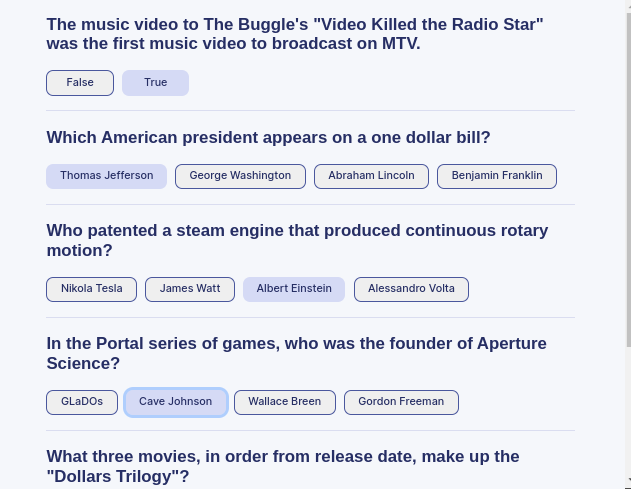 The music video to The Buggle's "Video Killed the Radio Star"
was the first music video to broadcast on MTV.
False
True
Which American president appears on a one dollar bill?
Thomas Jefferson
George Washington
Abraham Lincoln
Benjamin Franklin
Who patented a steam engine that produced continuous rotary
motion?
Nikola Tesla
James Watt
Albert Einstein
Alessandro Volta
In the Portal series of games, who was the founder of Aperture
Science?
GLaDOs
Cave Johnson
Wallace Breen
Gordon Freeman
What three movies, in order from release date, make up the
"Dollars Trilogy"?